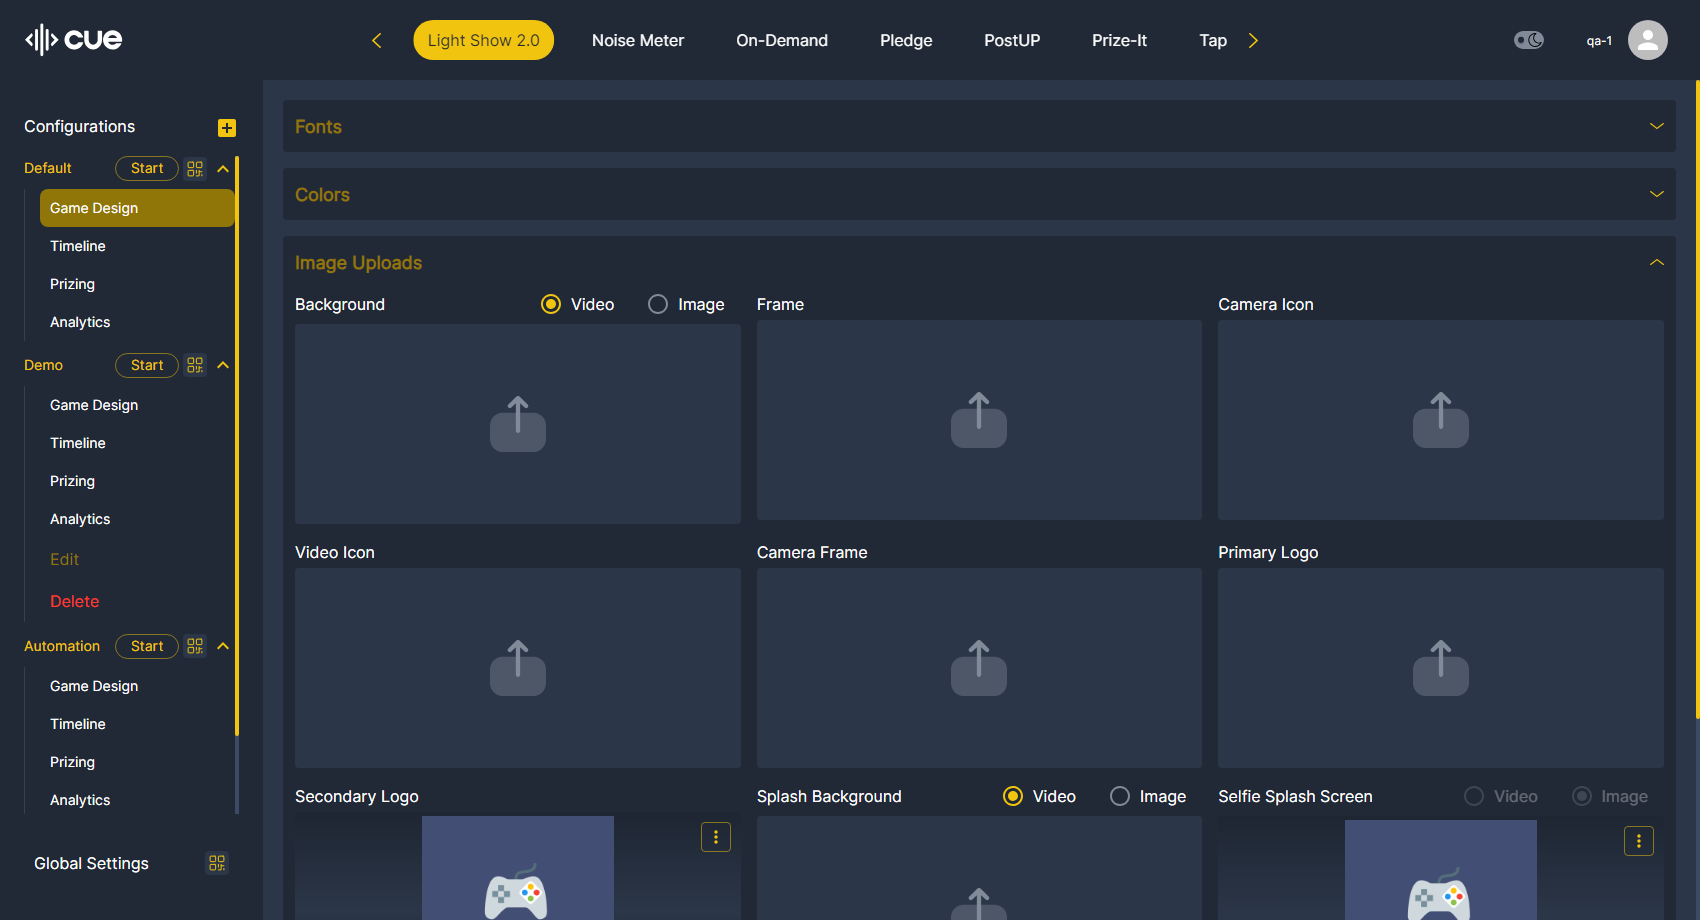 cue
Light Show 2.0
Noise Meter
On-Demand
Pledge
PostUP
Prize-It
Tap
qa-1
Configurations
Default
Start
Game Design
Timeline
Prizing
Analytics
Demo
Start
Game Design
Timeline
Prizing
Analytics
Edit
Delete
Automation
Start
Game Design
Timeline
Prizing
Analytics
Global Settings
Fonts
Colors
Image Uploads
Background
Video
Image
Frame
Camera Icon
Video Icon
Camera Frame
Primary Logo
Secondary Logo
Splash Background
Video
Image
Selfie Splash Screen
Video
Image